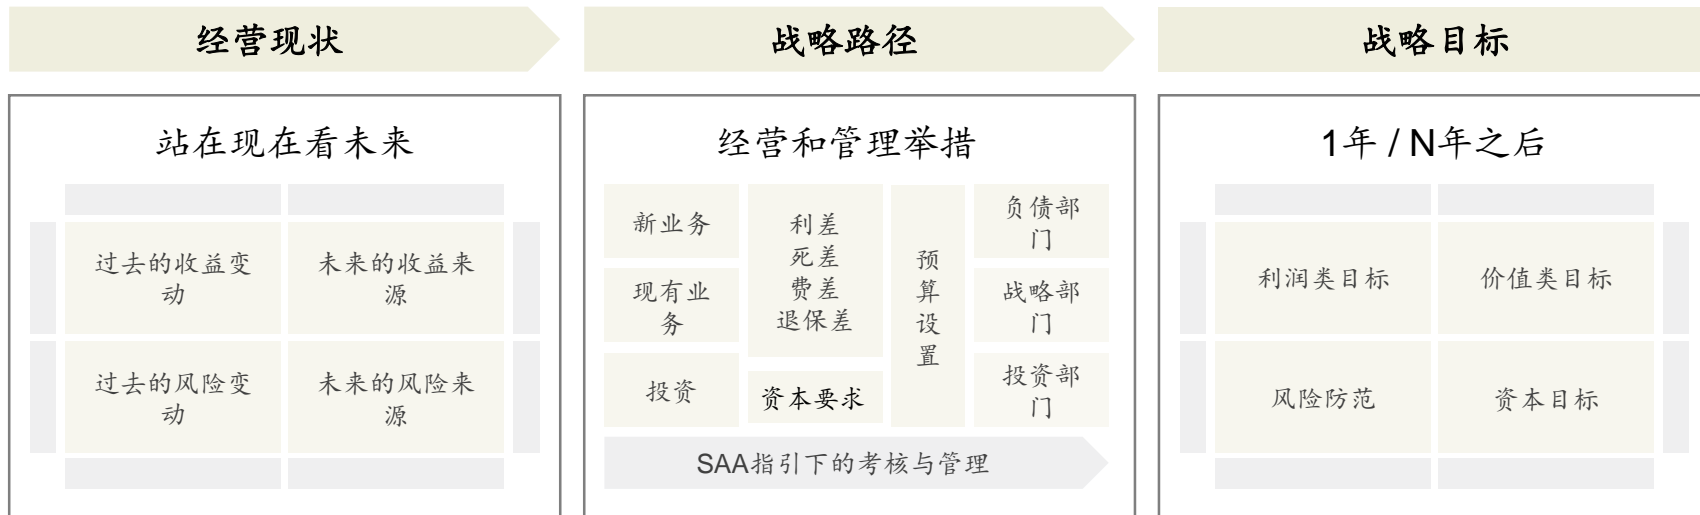 经营现状
战略路径
战略目标
站在现在看未来
过去的收益变
动
未来的收益来
源
过去的风险变
动
未来的风险来
源
经营和管理举措
新业务
现有业
务
投资
利差
死差
费差
退保差
资本要求
预
算
设
置
负债部
门
战略部
门
投资部
门
SAA指引下的考核与管理
1年 / N年之后
利润类目标
价值类目标
风险防范
资本目标